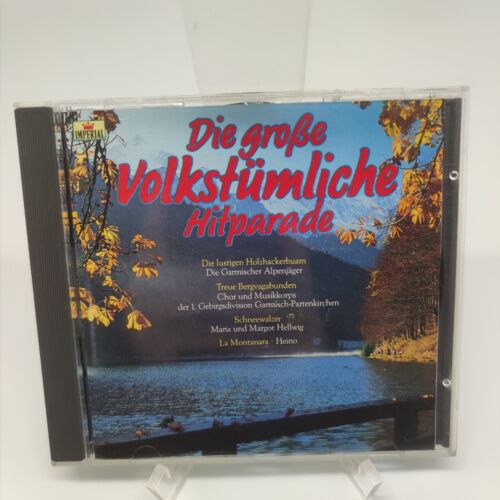 IMPERIAL
Die große
Volkstümliche
Hitparade
Die lustigen Holzhackerbuam
Die Garmischer Alpenjäger
Treue Bergvagabunden
Chor und Musikkorps
der 1. Gebirgsdivision Garmisch-Partenkirchen
Schneewalzer
Maria und Margot Hellwig
La Montanara · Heino